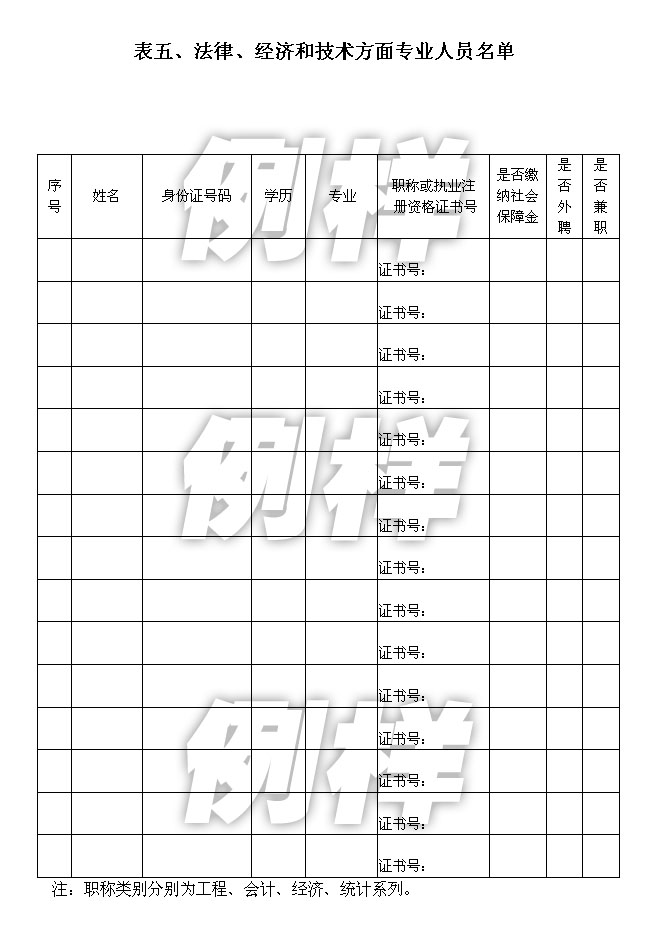 表五、法律、经济和技术方面专业人员名单
例样
序号
姓名
身份证号码
学历
专业
职称或执业注册资格证书号
是否缴纳社会保障金
是否外聘
是否兼职
证书号：
证书号：
证书号：
证书号：
例样
证书号：
证书号：
证书号：
证书号：
证书号：
证书号：
证书号：
例样
证书号：
证书号：
证书号：
证书号：
注：职称类别分别为工程、会计、经济、统计系列。